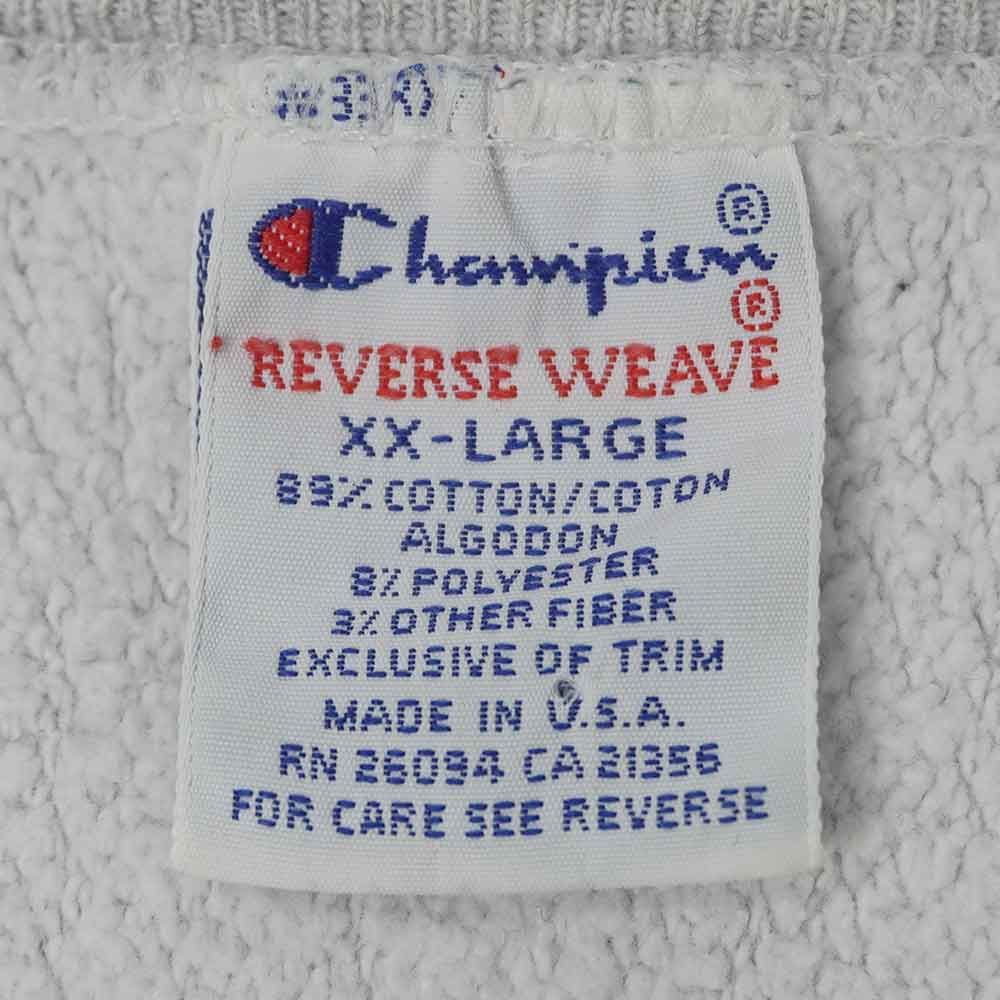 Champion®
REVERSE WEAVE®
XX-LARGE
89% COTTON/COTON
ALGODON
8% POLYESTER
3% OTHER FIBER
EXCLUSIVE OF TRIM
MADE IN U.S.A.
RN 26094 CA 21356
FOR CARE SEE REVERSE